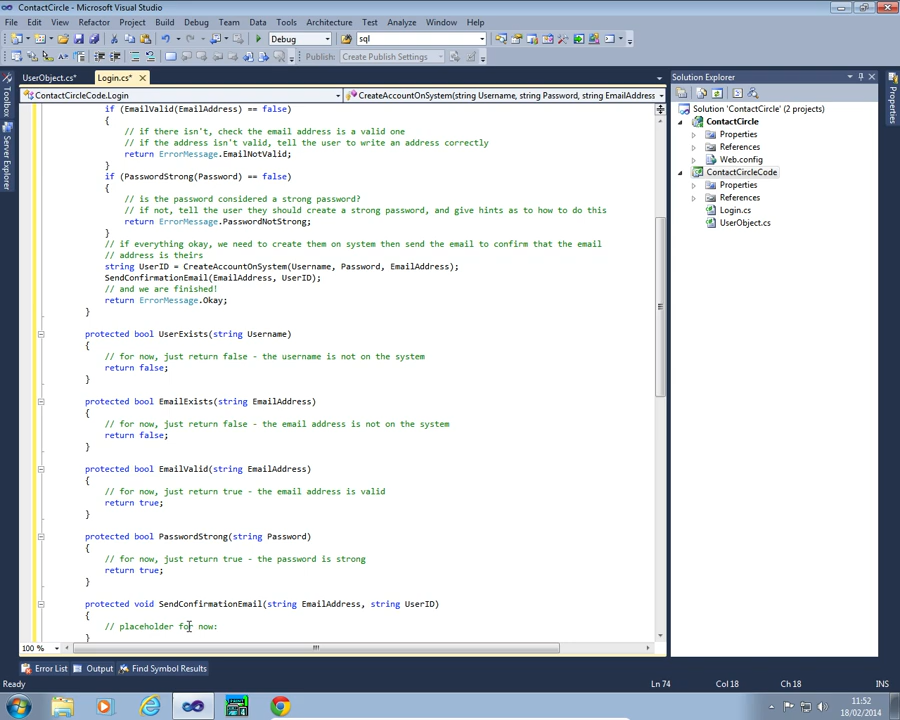 ContactCircle - Microsoft Visual Studio
File Edit View Refactor Project Build Debug Team Data Tools Architecture Test Analyze Window Help
Debug sql
Publish: Create Publish Settings
UserObject.cs* Login.cs*
ContactCircleCode.Login CreateAccountOnSystem(string Username, string Password, string EmailAddress)
if (EmailValid(EmailAddress) == false)
{
// if there isn't, check the email address is a valid one
// if the address isn't valid, tell the user to write an address correctly
return ErrorMessage.EmailNotValid;
}
if (PasswordStrong(Password) == false)
{
// is the password considered a strong password?
// if not, tell the user they should create a strong password, and give hints as to how to do this
return ErrorMessage.PasswordNotStrong;
}
// if everything okay, we need to create them on system then send the email to confirm that the email
// address is theirs
string UserID = CreateAccountOnSystem(Username, Password, EmailAddress);
SendConfirmationEmail(EmailAddress, UserID);
// and we are finished!
return ErrorMessage.Okay;
}
protected bool UserExists(string Username)
{
// for now, just return false - the username is not on the system
return false;
}
protected bool EmailExists(string EmailAddress)
{
// for now, just return false - the email address is not on the system
return false;
}
protected bool EmailValid(string EmailAddress)
{
// for now, just return true - the email address is valid
return true;
}
protected bool PasswordStrong(string Password)
{
// for now, just return true - the password is strong
return true;
}
protected void SendConfirmationEmail(string EmailAddress, string UserID)
{
// placeholder for now:
}
100 %
Error List Output Find Symbol Results
Ready Ln 74 Col 18 Ch 18 INS
Toolbox
Server Explorer
Solution Explorer
Solution 'ContactCircle' (2 projects)
ContactCircle
Properties
References
Web.config
ContactCircleCode
Properties
References
Login.cs
UserObject.cs
Properties
11:52
18/02/2014